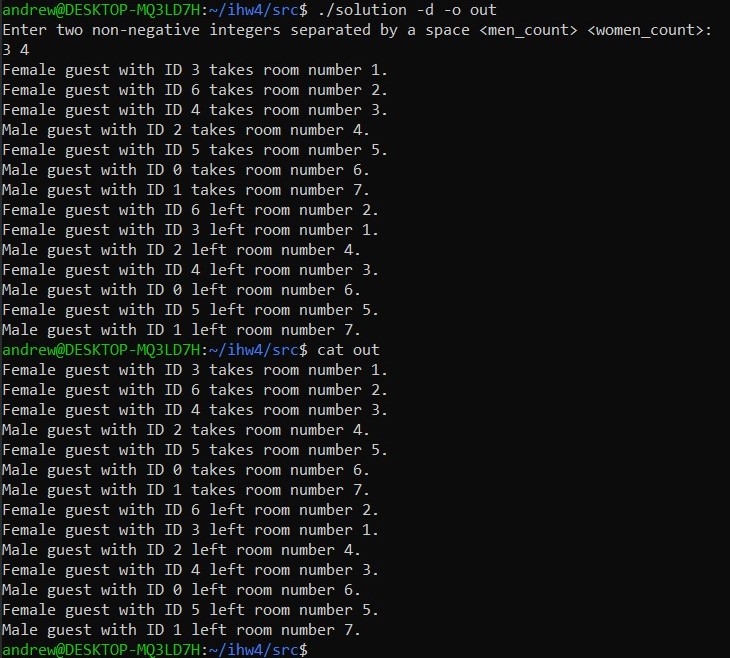 andrew@DESKTOP-MQ3LD7H:~/ihw4/src$ ./solution -d -o out
Enter two non-negative integers separated by a space <men_count> <women_count>:
3 4
Female guest with ID 3 takes room number 1.
Female guest with ID 6 takes room number 2.
Female guest with ID 4 takes room number 3.
Male guest with ID 2 takes room number 4.
Female guest with ID 5 takes room number 5.
Male guest with ID 0 takes room number 6.
Male guest with ID 1 takes room number 7.
Female guest with ID 6 left room number 2.
Female guest with ID 3 left room number 1.
Male guest with ID 2 left room number 4.
Female guest with ID 4 left room number 3.
Male guest with ID 0 left room number 6.
Female guest with ID 5 left room number 5.
Male guest with ID 1 left room number 7.
andrew@DESKTOP-MQ3LD7H:~/ihw4/src$ cat out
Female guest with ID 3 takes room number 1.
Female guest with ID 6 takes room number 2.
Female guest with ID 4 takes room number 3.
Male guest with ID 2 takes room number 4.
Female guest with ID 5 takes room number 5.
Male guest with ID 0 takes room number 6.
Male guest with ID 1 takes room number 7.
Female guest with ID 6 left room number 2.
Female guest with ID 3 left room number 1.
Male guest with ID 2 left room number 4.
Female guest with ID 4 left room number 3.
Male guest with ID 0 left room number 6.
Female guest with ID 5 left room number 5.
Male guest with ID 1 left room number 7.
andrew@DESKTOP-MQ3LD7H:~/ihw4/src$